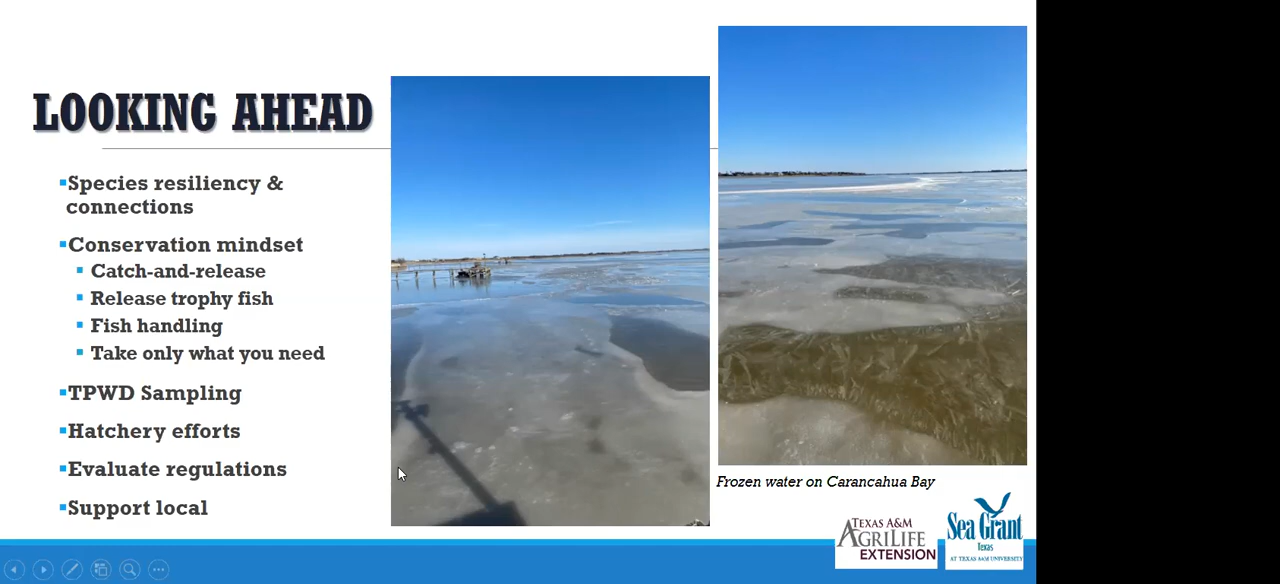 LOOKING AHEAD
Species resiliency &
connections
Conservation mindset
Catch-and-release
Release trophy fish
Fish handling
Take only what you need
TPWD Sampling
Hatchery efforts
Evaluate regulations
Support local
Frozen water on Carancahua Bay
TEXAS A&M
AGRILIFE
EXTENSION
Sea Grant
Texas
AT TEXAS A&M UNIVERSITY